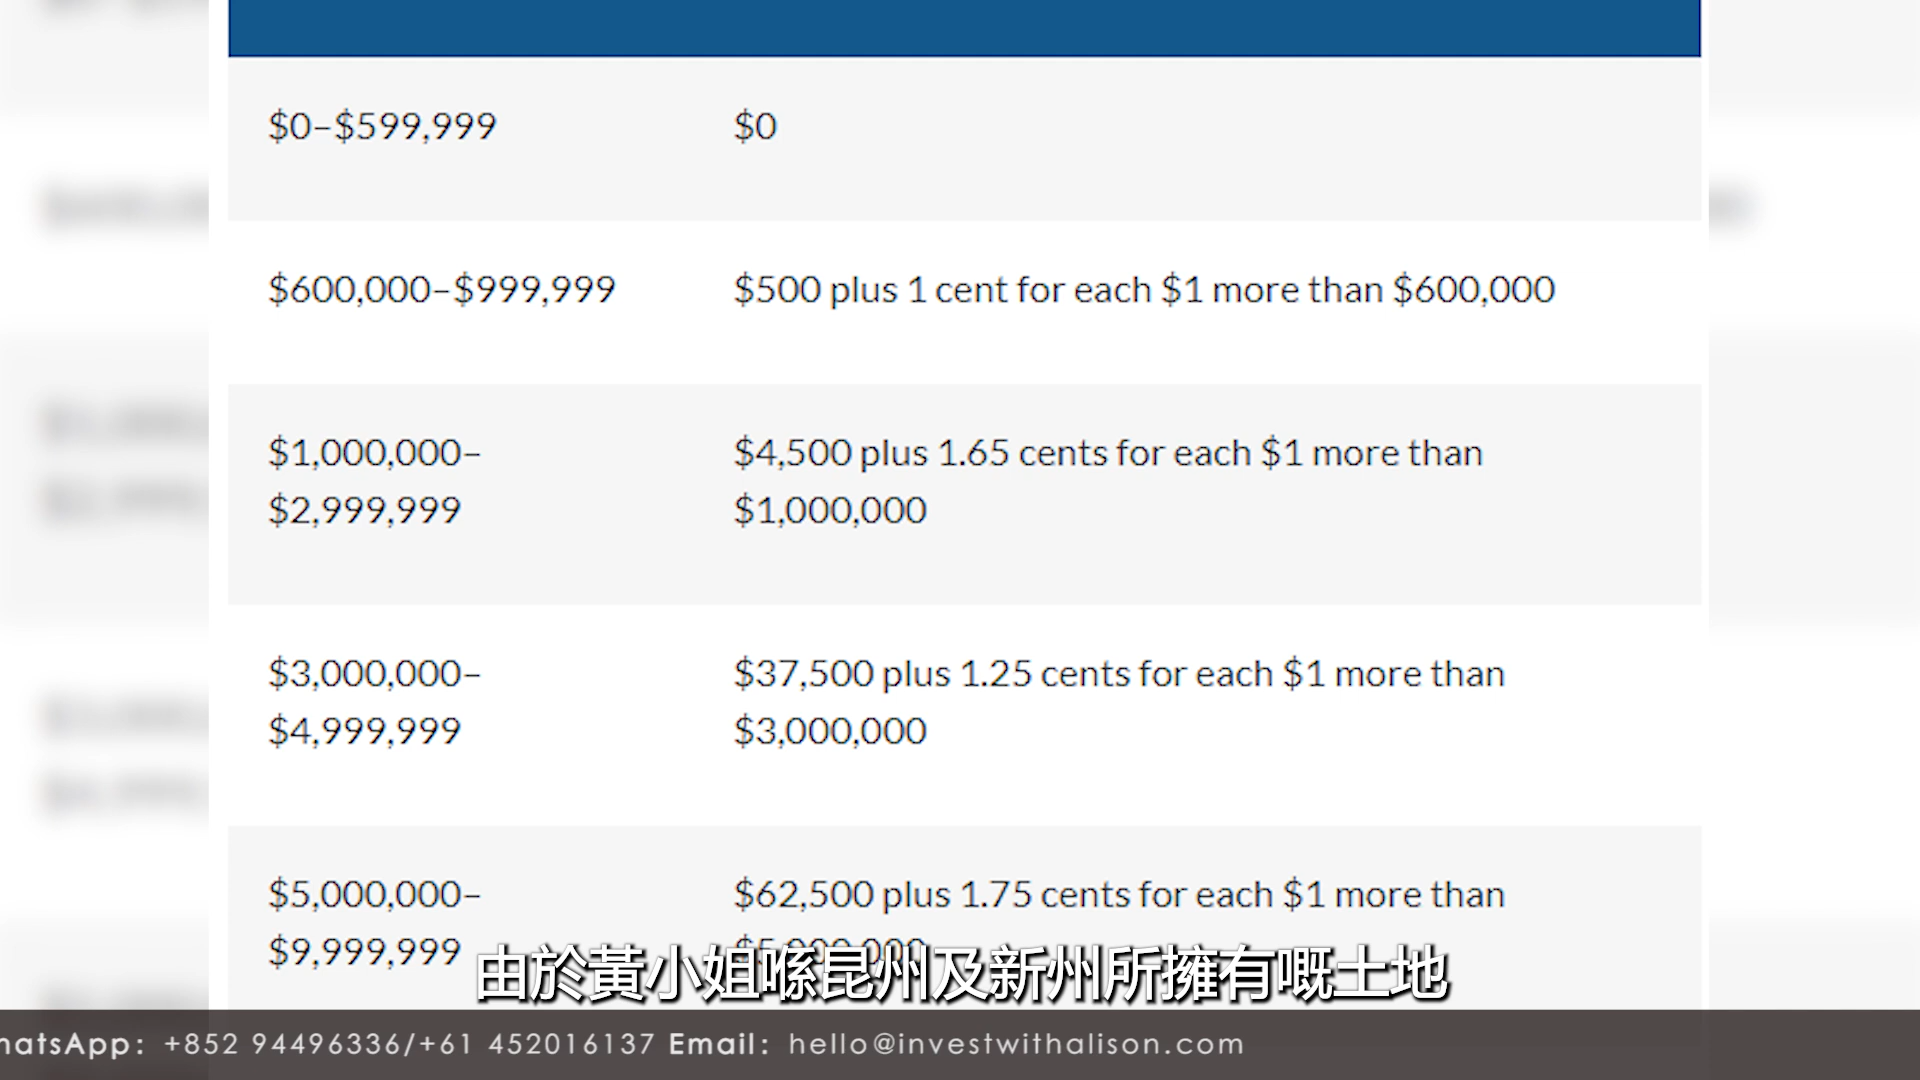 $0–$599,999 $0
$600,000–$999,999 $500 plus 1 cent for each $1 more than $600,000
$1,000,000– $4,500 plus 1.65 cents for each $1 more than
$2,999,999 $1,000,000
$3,000,000– $37,500 plus 1.25 cents for each $1 more than
$4,999,999 $3,000,000
$5,000,000– $62,500 plus 1.75 cents for each $1 more than
$9,999,999 $5,000,000
由於黃小姐喺昆州及新州所擁有嘅土地
hatsApp: +852 94496336/+61 452016137 Email: hello@investwithalison.com